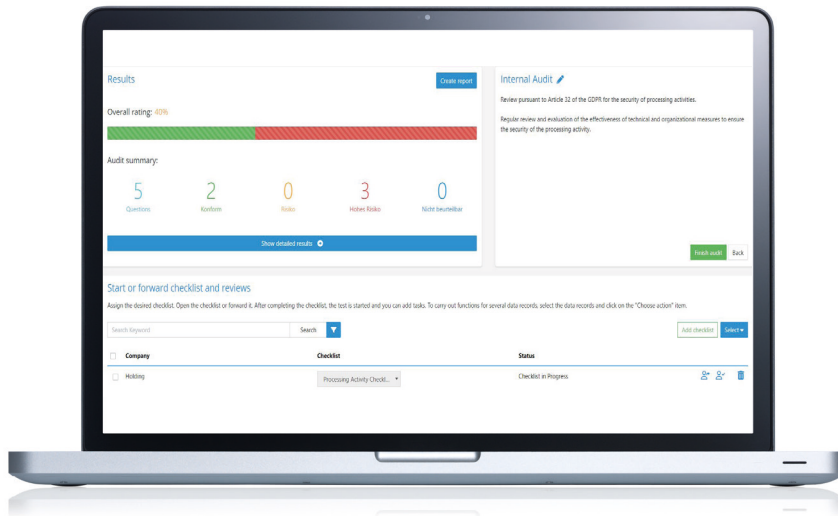 Results
Create report
Overall rating: 40%
Audit summary:
5
2
0
3
0
Questions
Konform
Risiko
Hohes Risiko
Nicht beurteilbar
Show detailed results
Internal Audit
Review pursuant to Article 32 of the GDPR for the security of processing activities.
Regular review and evaluation of the effectiveness of technical and organizational measures to ensure
the security of the processing activity.
Finish audit
Back
Start or forward checklist and reviews
Assign the desired checklist. Open the checklist or forward it. After completing the checklist, the test is started and you can add tasks. To carry out functions for several data records, select the data records and click on the "Choose action" item.
Search Keyword
Search
Add checklist
Select
Company
Checklist
Status
Holding
Processing Activity Checkl...
Checklist in Progress